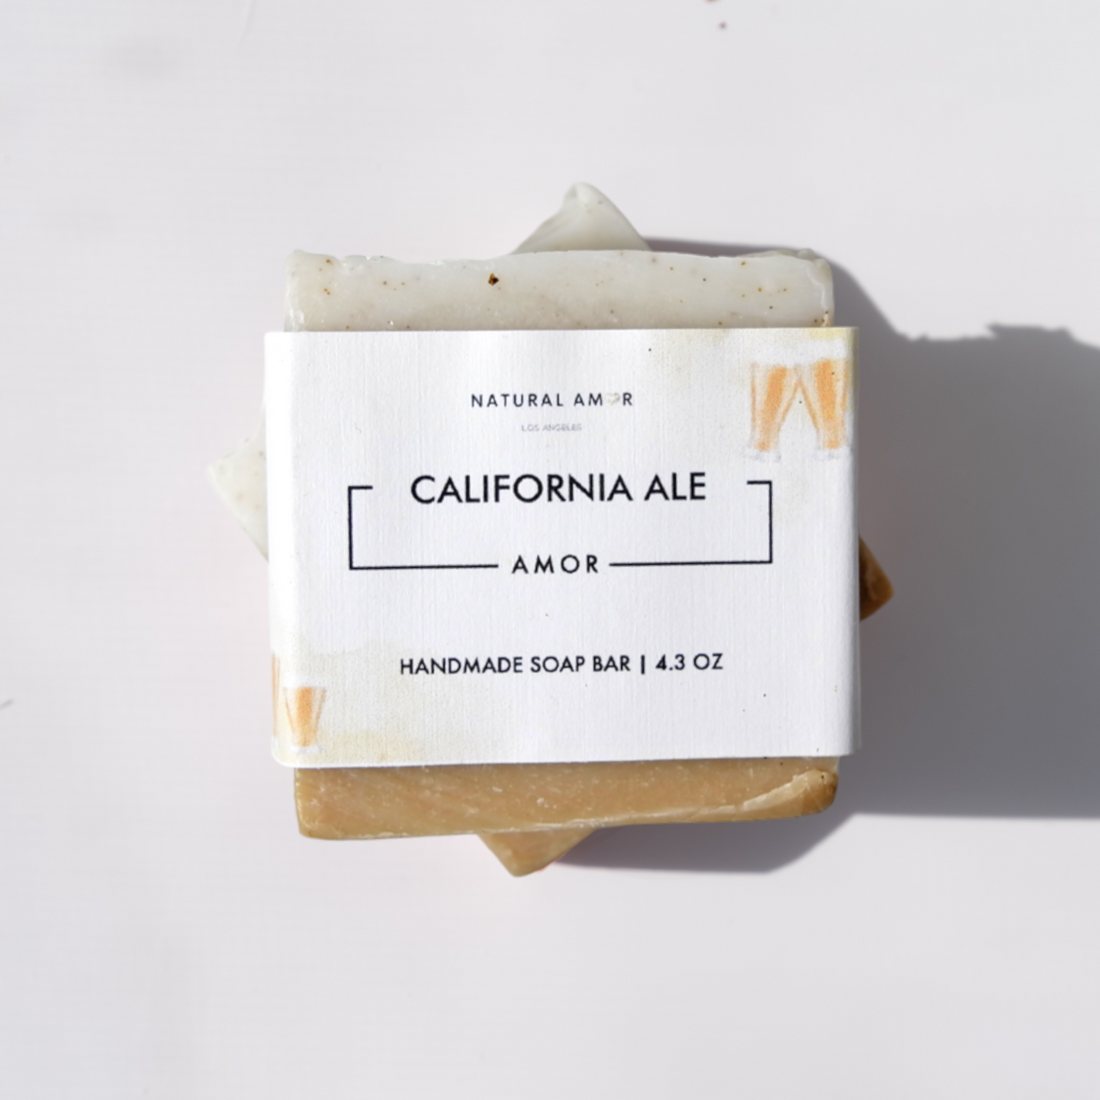 NATURAL AMOR
LOS ANGELES
CALIFORNIA ALE
AMOR
HANDMADE SOAP BAR | 4.3 OZ